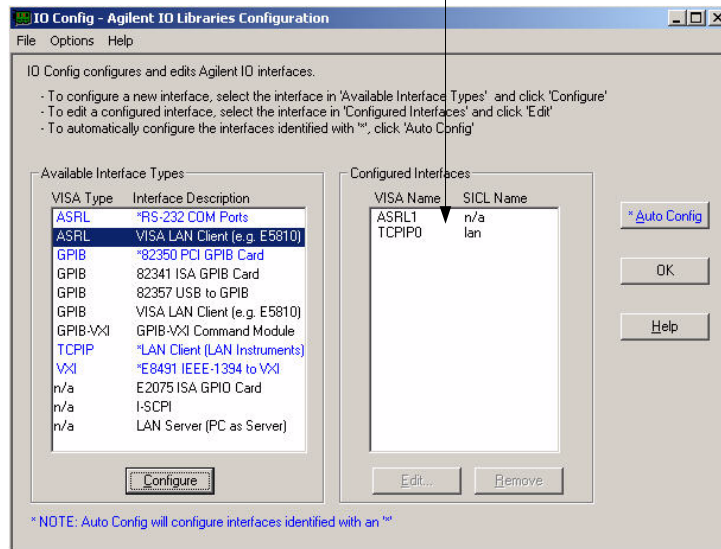 IO Config - Agilent IO Libraries Configuration
File Options Help
IO Config configures and edits Agilent IO interfaces.
- To configure a new interface, select the interface in 'Available Interface Types' and click 'Configure'
- To edit a configured interface, select the interface in 'Configured Interfaces' and click 'Edit'
- To automatically configure the interfaces identified with '*', click 'Auto Config'
Available Interface Types
VISA Type Interface Description
ASRL *RS-232 COM Ports
ASRL VISA LAN Client (e.g. E5810)
GPIB *82350 PCI GPIB Card
GPIB 82341 ISA GPIB Card
GPIB 82357 USB to GPIB
GPIB VISA LAN Client (e.g. E5810)
GPIB-VXI GPIB-VXI Command Module
TCPIP *LAN Client (LAN Instruments)
VXI *E8491 IEEE-1394 to VXI
n/a E2075 ISA GPIO Card
n/a I-SCPI
n/a LAN Server (PC as Server)
Configure
Configured Interfaces
VISA Name SICL Name
ASRL1 n/a
TCPIP0 lan
Edit... Remove
* Auto Config
OK
Help
* NOTE: Auto Config will configure interfaces identified with an '*'